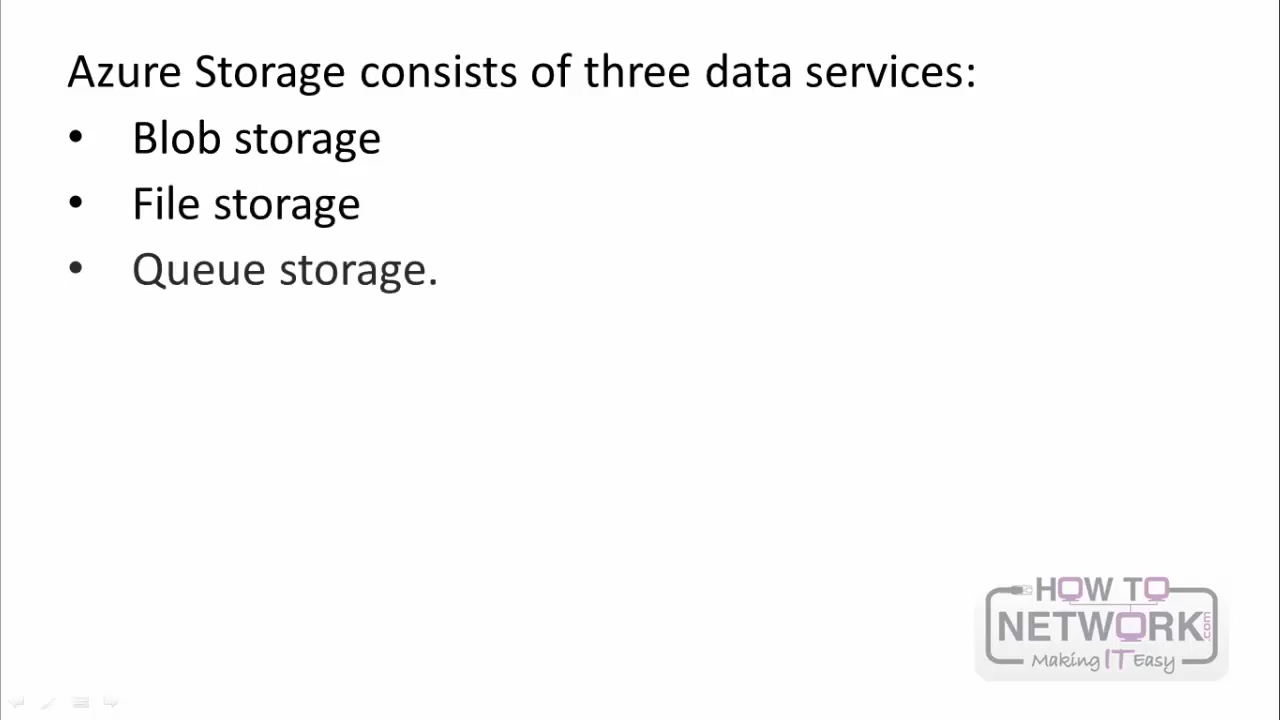 Azure Storage consists of three data services:
• Blob storage
• File storage
• Queue storage.
HOW TO
NETWORK.com
Making IT Easy